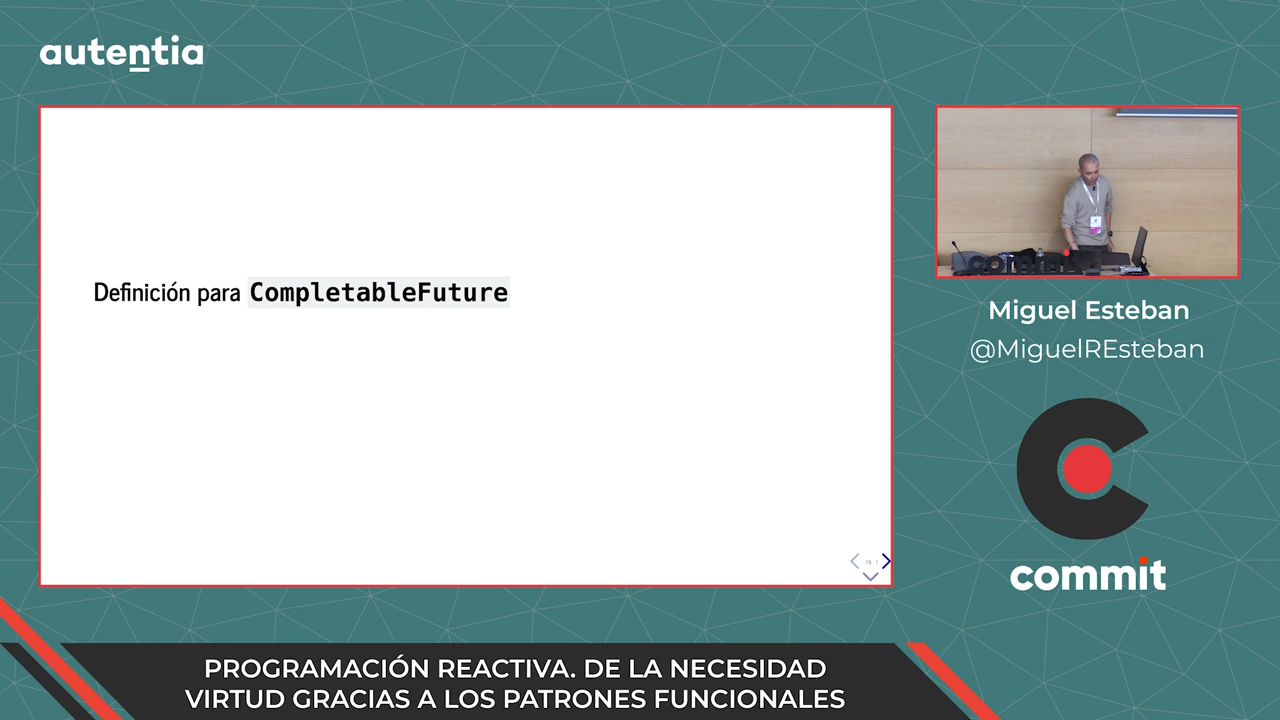 autentia
Definición para CompletableFuture
Miguel Esteban
@MiguelREsteban
commit
PROGRAMACIÓN REACTIVA. DE LA NECESIDAD
VIRTUD GRACIAS A LOS PATRONES FUNCIONALES